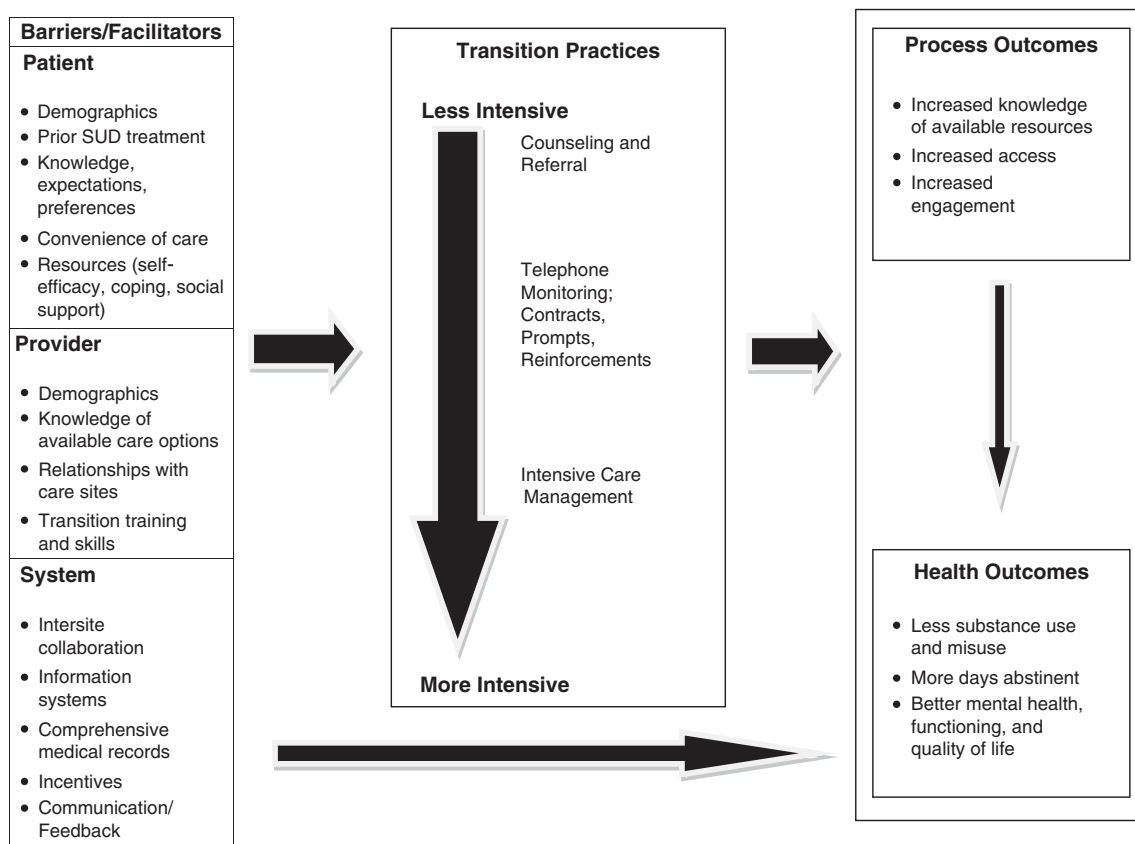 Barriers/Facilitators
Patient
• Demographics
• Prior SUD treatment
• Knowledge,
expectations,
preferences
• Convenience of care
• Resources (self-
efficacy, coping, social
support)
Provider
• Demographics
• Knowledge of
available care options
• Relationships with
care sites
• Transition training
and skills
System
• Intersite
collaboration
• Information
systems
• Comprehensive
medical records
• Incentives
• Communication/
Feedback
Transition Practices
Less Intensive
Counseling and
Referral
Telephone
Monitoring;
Contracts,
Prompts,
Reinforcements
Intensive Care
Management
More Intensive
Process Outcomes
• Increased knowledge
of available resources
• Increased access
• Increased
engagement
Health Outcomes
• Less substance use
and misuse
• More days abstinent
• Better mental health,
functioning, and
quality of life